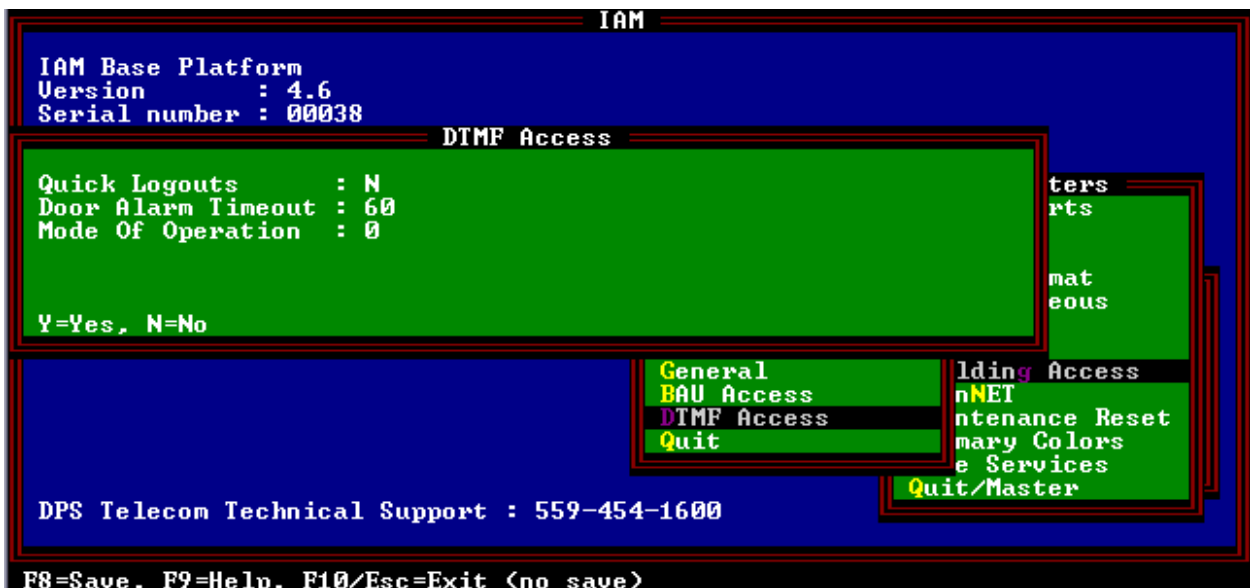 IAM
IAM Base Platform
Version : 4.6
Serial number : 00038
DTMF Access
Quick Logouts : N
Door Alarm Timeout : 60
Mode Of Operation : 0
Y=Yes, N=No
ters
rts
mat
eous
lding Access
nNET
ntenance Reset
mary Colors
e Services
Quit/Master
General
BAU Access
DTMF Access
Quit
DPS Telecom Technical Support : 559-454-1600
F8=Save, F9=Help, F10/Esc=Exit (no save)